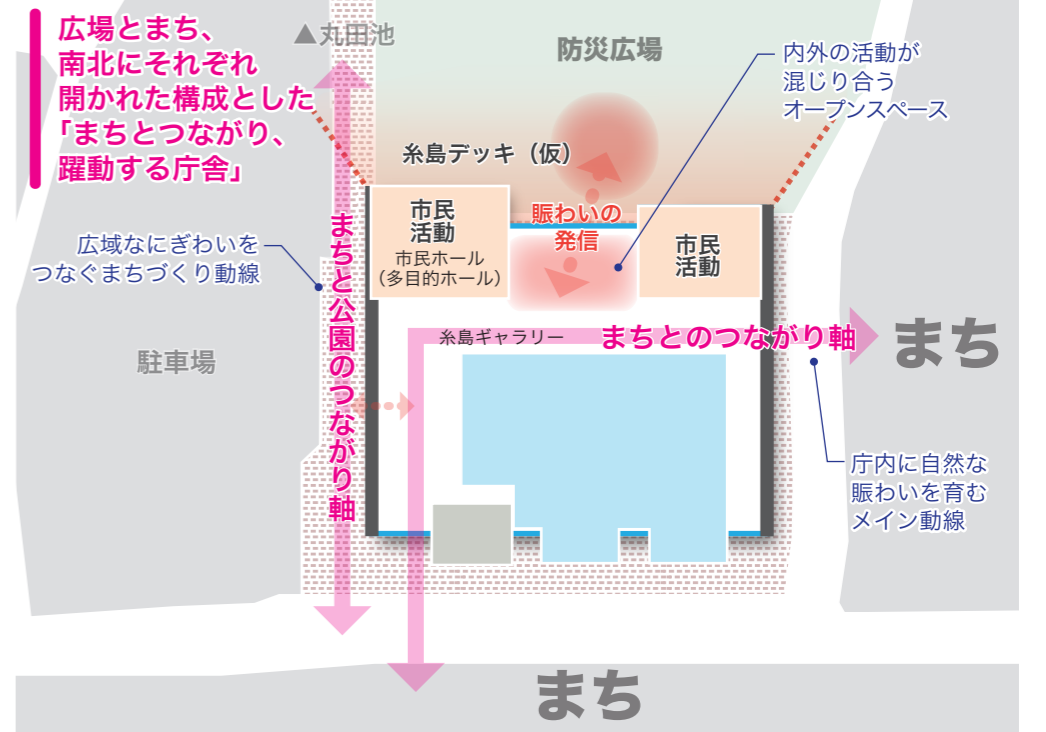 広場とまち、
南北にそれぞれ
開かれた構成とした
「まちとつながり、
躍動する庁舎」
▲丸田池
防災広場
内外の活動が
混じり合う
オープンスペース
糸島デッキ（仮）
市民
活動
市民ホール
（多目的ホール）
賑わいの
発信
市民
活動
広域なにぎわいを
つなぐまちづくり動線
まちと公園のつながり軸
駐車場
糸島ギャラリー
まちとのつながり軸
まち
庁内に自然な
賑わいを育む
メイン動線
まち